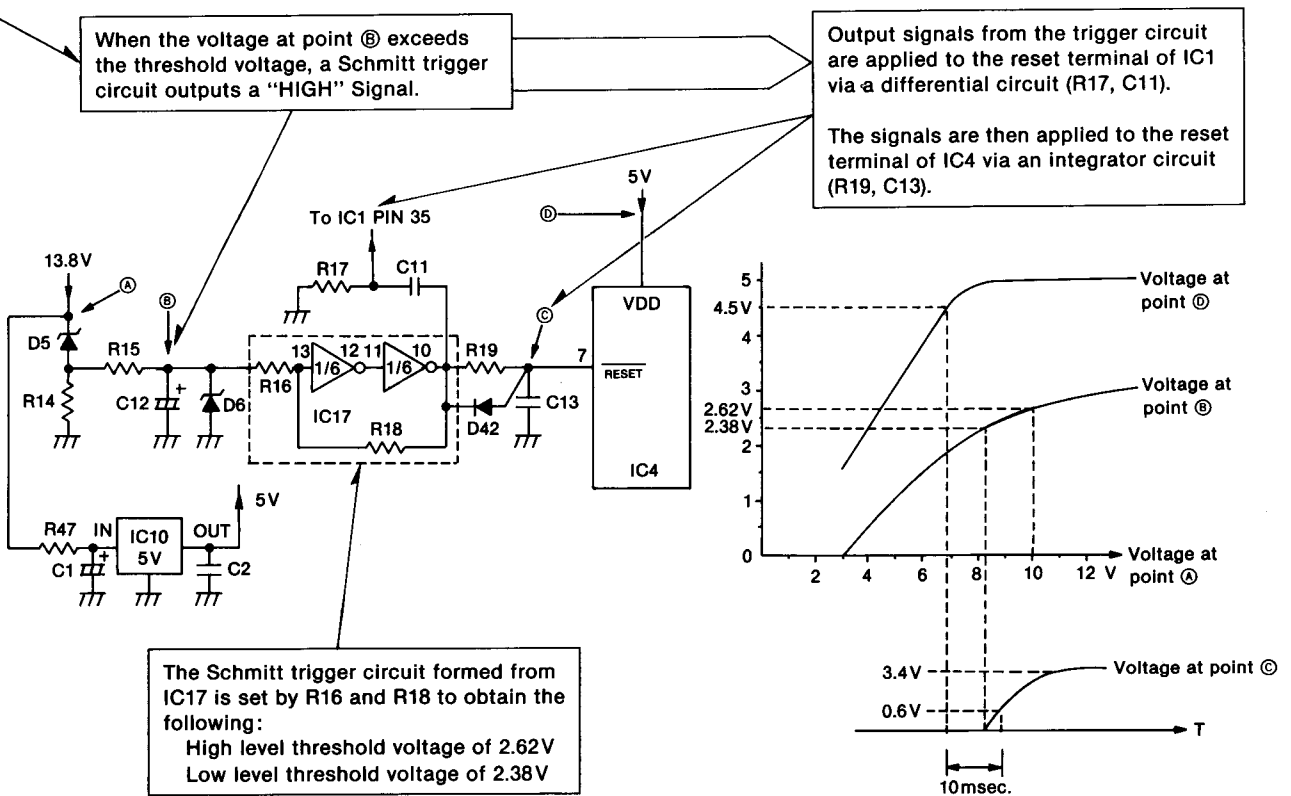 When the voltage at point Ⓑ exceeds
the threshold voltage, a Schmitt trigger
circuit outputs a “HIGH” Signal.
Output signals from the trigger circuit
are applied to the reset terminal of IC1
via a differential circuit (R17, C11).
The signals are then applied to the reset
terminal of IC4 via an integrator circuit
(R19, C13).
5V
Ⓓ
To IC1 PIN 35
13.8V
Ⓐ
Ⓑ
R17
C11
Ⓒ
VDD
D5
R15
13
12
11
10
R19
7
1/6
1/6
RESET
R16
R14
C12
+
D6
IC17
R18
D42
C13
IC4
5V
R47
IN
IC10
5V
OUT
C1
+
C2
The Schmitt trigger circuit formed from
IC17 is set by R16 and R18 to obtain the
following:
High level threshold voltage of 2.62V
Low level threshold voltage of 2.38V
5
4.5V
4
3
2.62V
2.38V
2
1
0
2 4 6 8 10 12 V
Voltage at
point Ⓓ
Voltage at
point Ⓑ
Voltage at
point Ⓐ
3.4V
0.6V
Voltage at point Ⓒ
T
10msec.